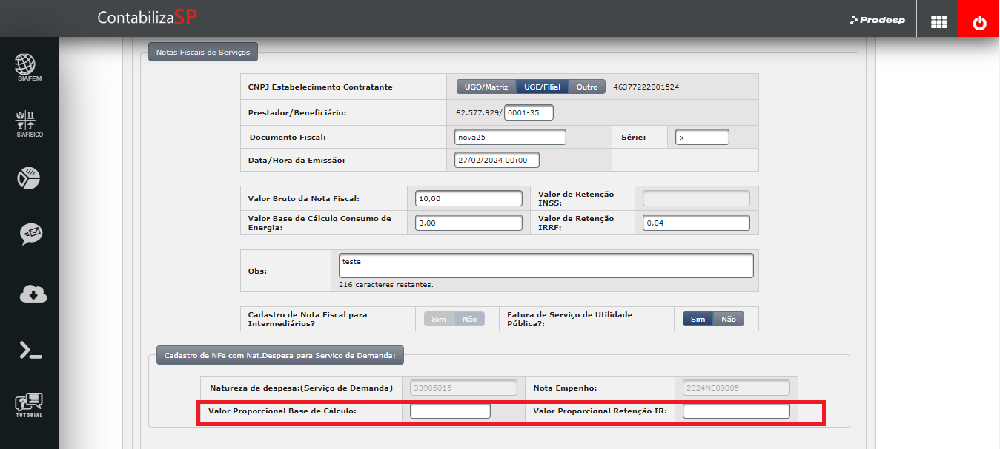 ContabilizaSP
Prodesp
SIAFEM
SIAFISICO
TUTORIAL
Notas Fiscais de Serviços
CNPJ Estabelecimento Contratante UGO/Matriz UGE/Filial Outro 46377222001524
Prestador/Beneficiário: 62.577.929/ 0001-35
Documento Fiscal: nova25 Série: x
Data/Hora da Emissão: 27/02/2024 00:00
Valor Bruto da Nota Fiscal: 10,00
Valor de Retenção
INSS:
Valor Base de Cálculo Consumo de
Energia:
3,00
Valor de Retenção
IRRF:
0,04
Obs:
teste
216 caracteres restantes.
Cadastro de Nota Fiscal para
Intermediários?
Sim Não
Fatura de Serviço de Utilidade
Pública?:
Sim Não
Cadastro de NFe com Nat.Despesa para Serviço de Demanda:
Natureza de despesa:(Serviço de Demanda) 33905015 Nota Empenho: 2024NE00005
Valor Proporcional Base de Cálculo: Valor Proporcional Retenção IR: